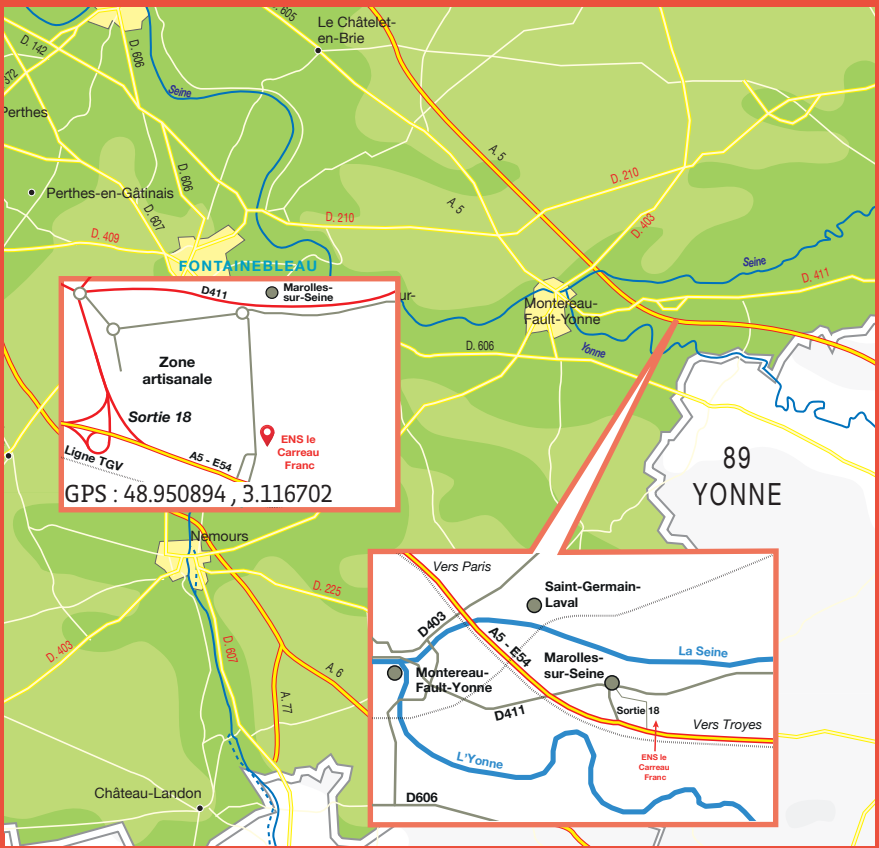 Le Châtelet-
en-Brie
D. 605
D. 142
D. 606
Seine
Perthes
D. 606
Perthes-en-Gâtinais
D. 607
A. 5
A. 5
D. 210
D. 210
D. 403
D. 409
Seine
D. 411
FONTAINEBLEAU
Montereau-
Fault-Yonne
D. 606
Yonne
D411
Marolles-
sur-Seine
Zone
artisanale
Sortie 18
ENS le
Carreau
Franc
Ligne TGV
A5 - E54
GPS : 48.950894 , 3.116702
89
YONNE
Nemours
D. 225
D. 403
D. 607
A. 6
A. 77
Château-Landon
Vers Paris
Saint-Germain-
Laval
D403
A5 - E54
La Seine
Marolles-
sur-Seine
Montereau-
Fault-Yonne
D411
Sortie 18
Vers Troyes
ENS le
Carreau
Franc
L'Yonne
D606